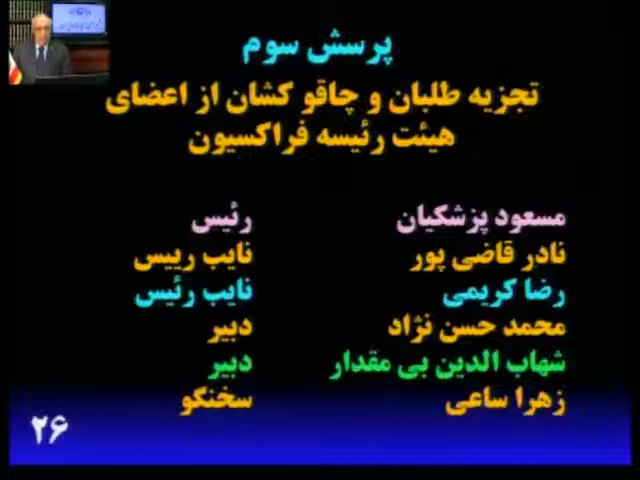 پرسش سوم
تجزیه طلبان و چاقو کشان از اعضای
هیئت رئیسه فراکسیون
مسعود پزشکیان رئیس
نادر قاضی پور نایب رییس
رضا کریمی نایب رئیس
محمد حسن نژاد دبیر
شهاب الدین بی مقدار دبیر
زهرا ساعی سخنگو
۲۶